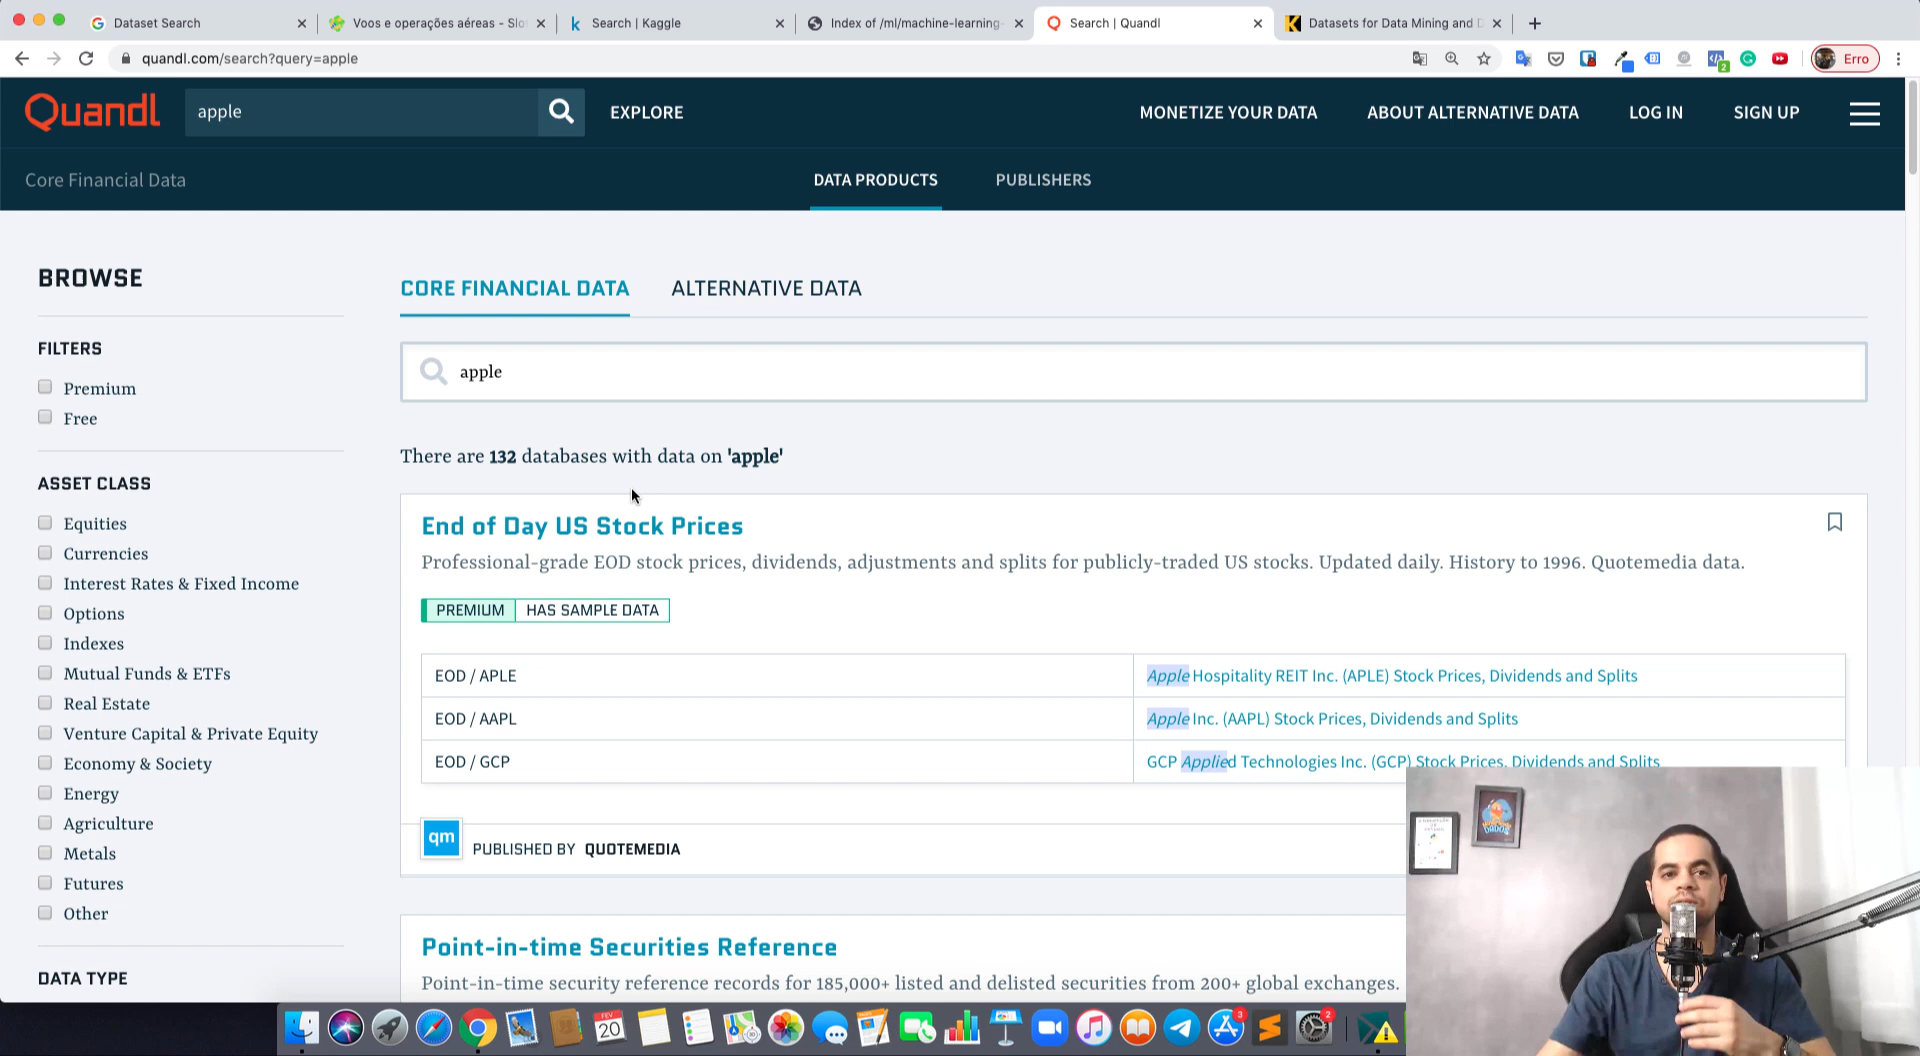 Dataset Search
Voos e operações aéreas - Slo
Search | Kaggle
Index of /ml/machine-learning-
Search | Quandl
Datasets for Data Mining and D
quandl.com/search?query=apple
2
Erro
Quandl
apple
EXPLORE
MONETIZE YOUR DATA
ABOUT ALTERNATIVE DATA
LOG IN
SIGN UP
Core Financial Data
DATA PRODUCTS
PUBLISHERS
BROWSE
FILTERS
Premium
Free
ASSET CLASS
Equities
Currencies
Interest Rates & Fixed Income
Options
Indexes
Mutual Funds & ETFs
Real Estate
Venture Capital & Private Equity
Economy & Society
Energy
Agriculture
Metals
Futures
Other
DATA TYPE
CORE FINANCIAL DATA
ALTERNATIVE DATA
apple
There are 132 databases with data on 'apple'
End of Day US Stock Prices
Professional-grade EOD stock prices, dividends, adjustments and splits for publicly-traded US stocks. Updated daily. History to 1996. Quotemedia data.
PREMIUM HAS SAMPLE DATA
EOD / APLE
Apple Hospitality REIT Inc. (APLE) Stock Prices, Dividends and Splits
EOD / AAPL
Apple Inc. (AAPL) Stock Prices, Dividends and Splits
EOD / GCP
GCP Applied Technologies Inc. (GCP) Stock Prices, Dividends and Splits
qm PUBLISHED BY QUOTEMEDIA
Point-in-time Securities Reference
Point-in-time security reference records for 185,000+ listed and delisted securities from 200+ global exchanges.
FEV
20
3
2